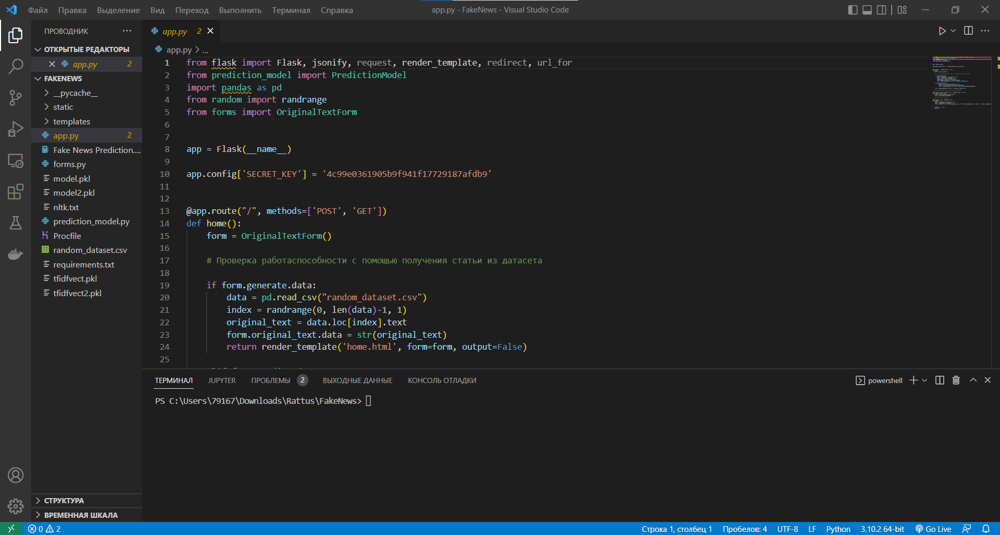 Файл Правка Выделение Вид Переход Выполнить Терминал Справка
app.py - FakeNews - Visual Studio Code
ПРОВОДНИК
ОТКРЫТЫЕ РЕДАКТОРЫ
app.py 2
FAKENEWS
__pycache__
static
templates
app.py 2
Fake News Prediction....
forms.py
model.pkl
model2.pkl
nltk.txt
prediction_model.py
Procfile
random_dataset.csv
requirements.txt
tfidfvect.pkl
tfidfvect2.pkl
СТРУКТУРА
ВРЕМЕННАЯ ШКАЛА
app.py 2
app.py > ...
1 from flask import Flask, jsonify, request, render_template, redirect, url_for
2 from prediction_model import PredictionModel
3 import pandas as pd
4 from random import randrange
5 from forms import OriginalTextForm
6
7
8 app = Flask(__name__)
9
10 app.config['SECRET_KEY'] = '4c99e0361905b9f941f17729187afdb9'
11
12
13 @app.route("/", methods=['POST', 'GET'])
14 def home():
15 form = OriginalTextForm()
16
17 # Проверка работаспособности с помощью получения статьи из датасета
18
19 if form.generate.data:
20 data = pd.read_csv("random_dataset.csv")
21 index = randrange(0, len(data)-1, 1)
22 original_text = data.loc[index].text
23 form.original_text.data = str(original_text)
24 return render_template('home.html', form=form, output=False)
25
ТЕРМИНАЛ JUPYTER ПРОБЛЕМЫ 2 ВЫХОДНЫЕ ДАННЫЕ КОНСОЛЬ ОТЛАДКИ
powershell
PS C:\Users\79167\Downloads\Rattus\FakeNews>
0 2
Строка 1, столбец 1 Пробелов: 4 UTF-8 LF Python 3.10.2 64-bit Go Live